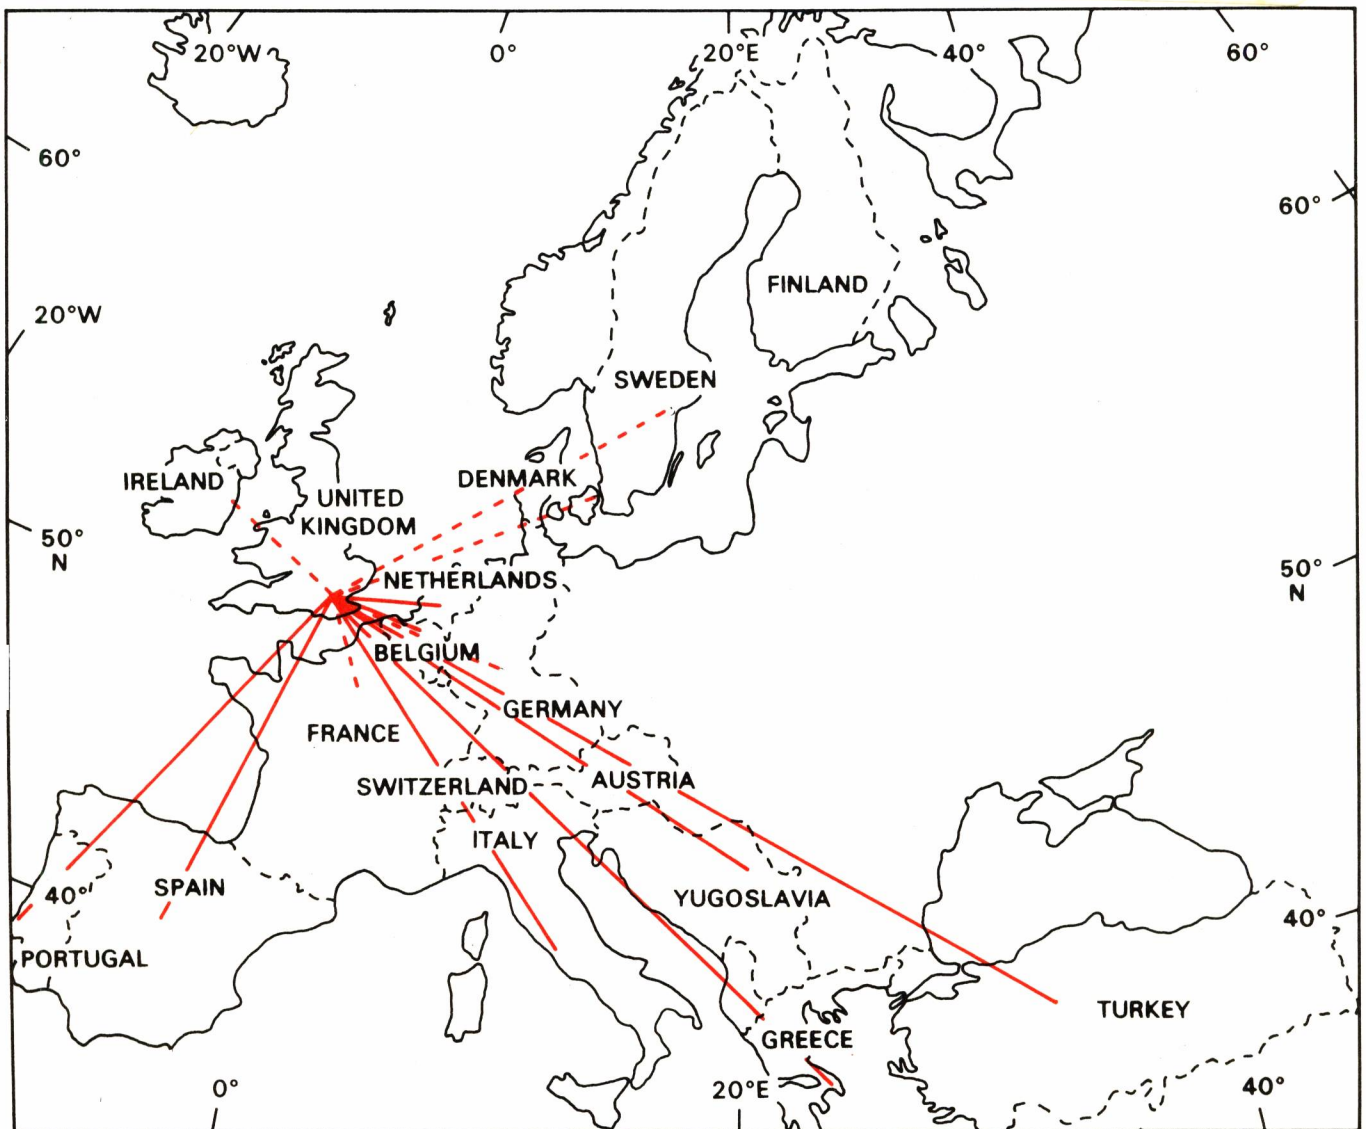 20°W
0°
20°E
40°
60°
60°
60°
FINLAND
20°W
SWEDEN
IRELAND
DENMARK
UNITED
KINGDOM
50°
N
NETHERLANDS
50°
N
BELGIUM
GERMANY
FRANCE
SWITZERLAND
AUSTRIA
ITALY
40°
SPAIN
YUGOSLAVIA
40°
PORTUGAL
TURKEY
GREECE
0°
20°E
40°